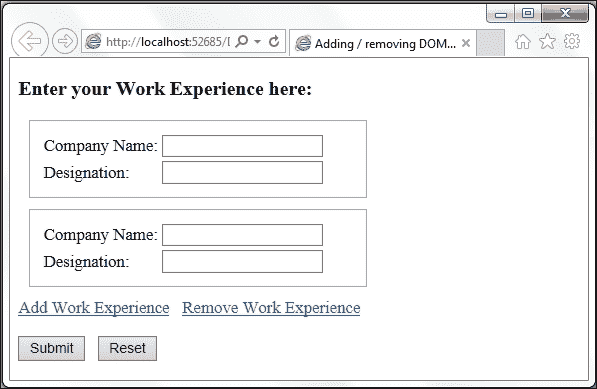 http://localhost:52685/D
Adding / removing DOM...
Enter your Work Experience here:
Company Name:
Designation:
Company Name:
Designation:
Add Work Experience Remove Work Experience
Submit Reset